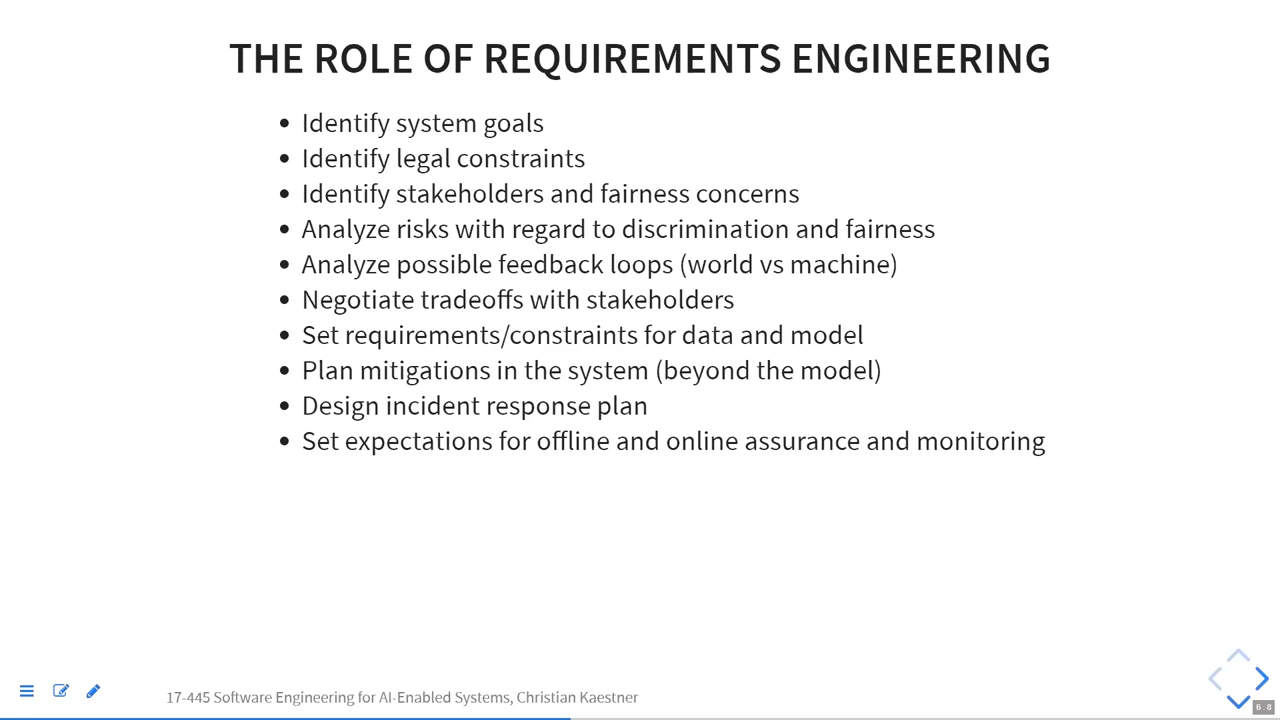 THE ROLE OF REQUIREMENTS ENGINEERING
• Identify system goals
• Identify legal constraints
• Identify stakeholders and fairness concerns
• Analyze risks with regard to discrimination and fairness
• Analyze possible feedback loops (world vs machine)
• Negotiate tradeoffs with stakeholders
• Set requirements/constraints for data and model
• Plan mitigations in the system (beyond the model)
• Design incident response plan
• Set expectations for offline and online assurance and monitoring
17-445 Software Engineering for AI-Enabled Systems, Christian Kaestner
6.8